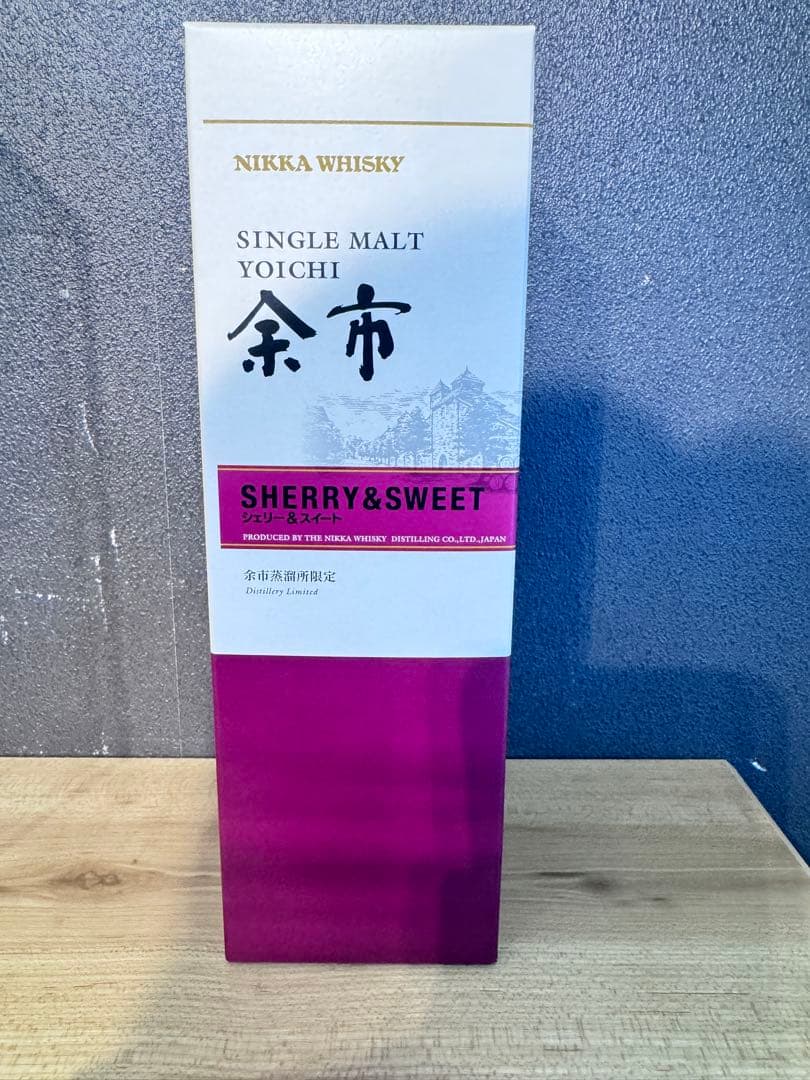 NIKKA WHISKY
SINGLE MALT
YOICHI
余市
SHERRY&SWEET
シェリー&スイート
PRODUCED BY THE NIKKA WHISKY DISTILLING CO.,LTD.,JAPAN
余市蒸溜所限定
Distillery Limited